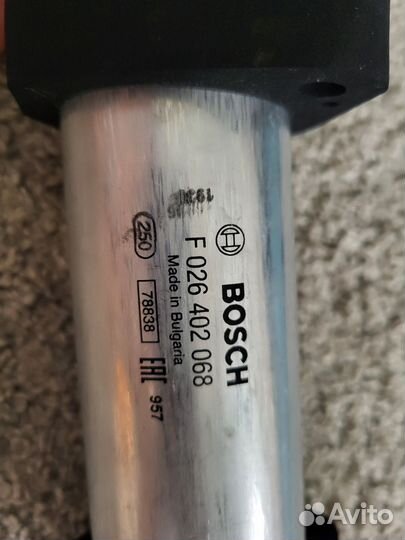 BOSCH
F 026 402 068
Made in Bulgaria
250
78838
EAC
957
Avito